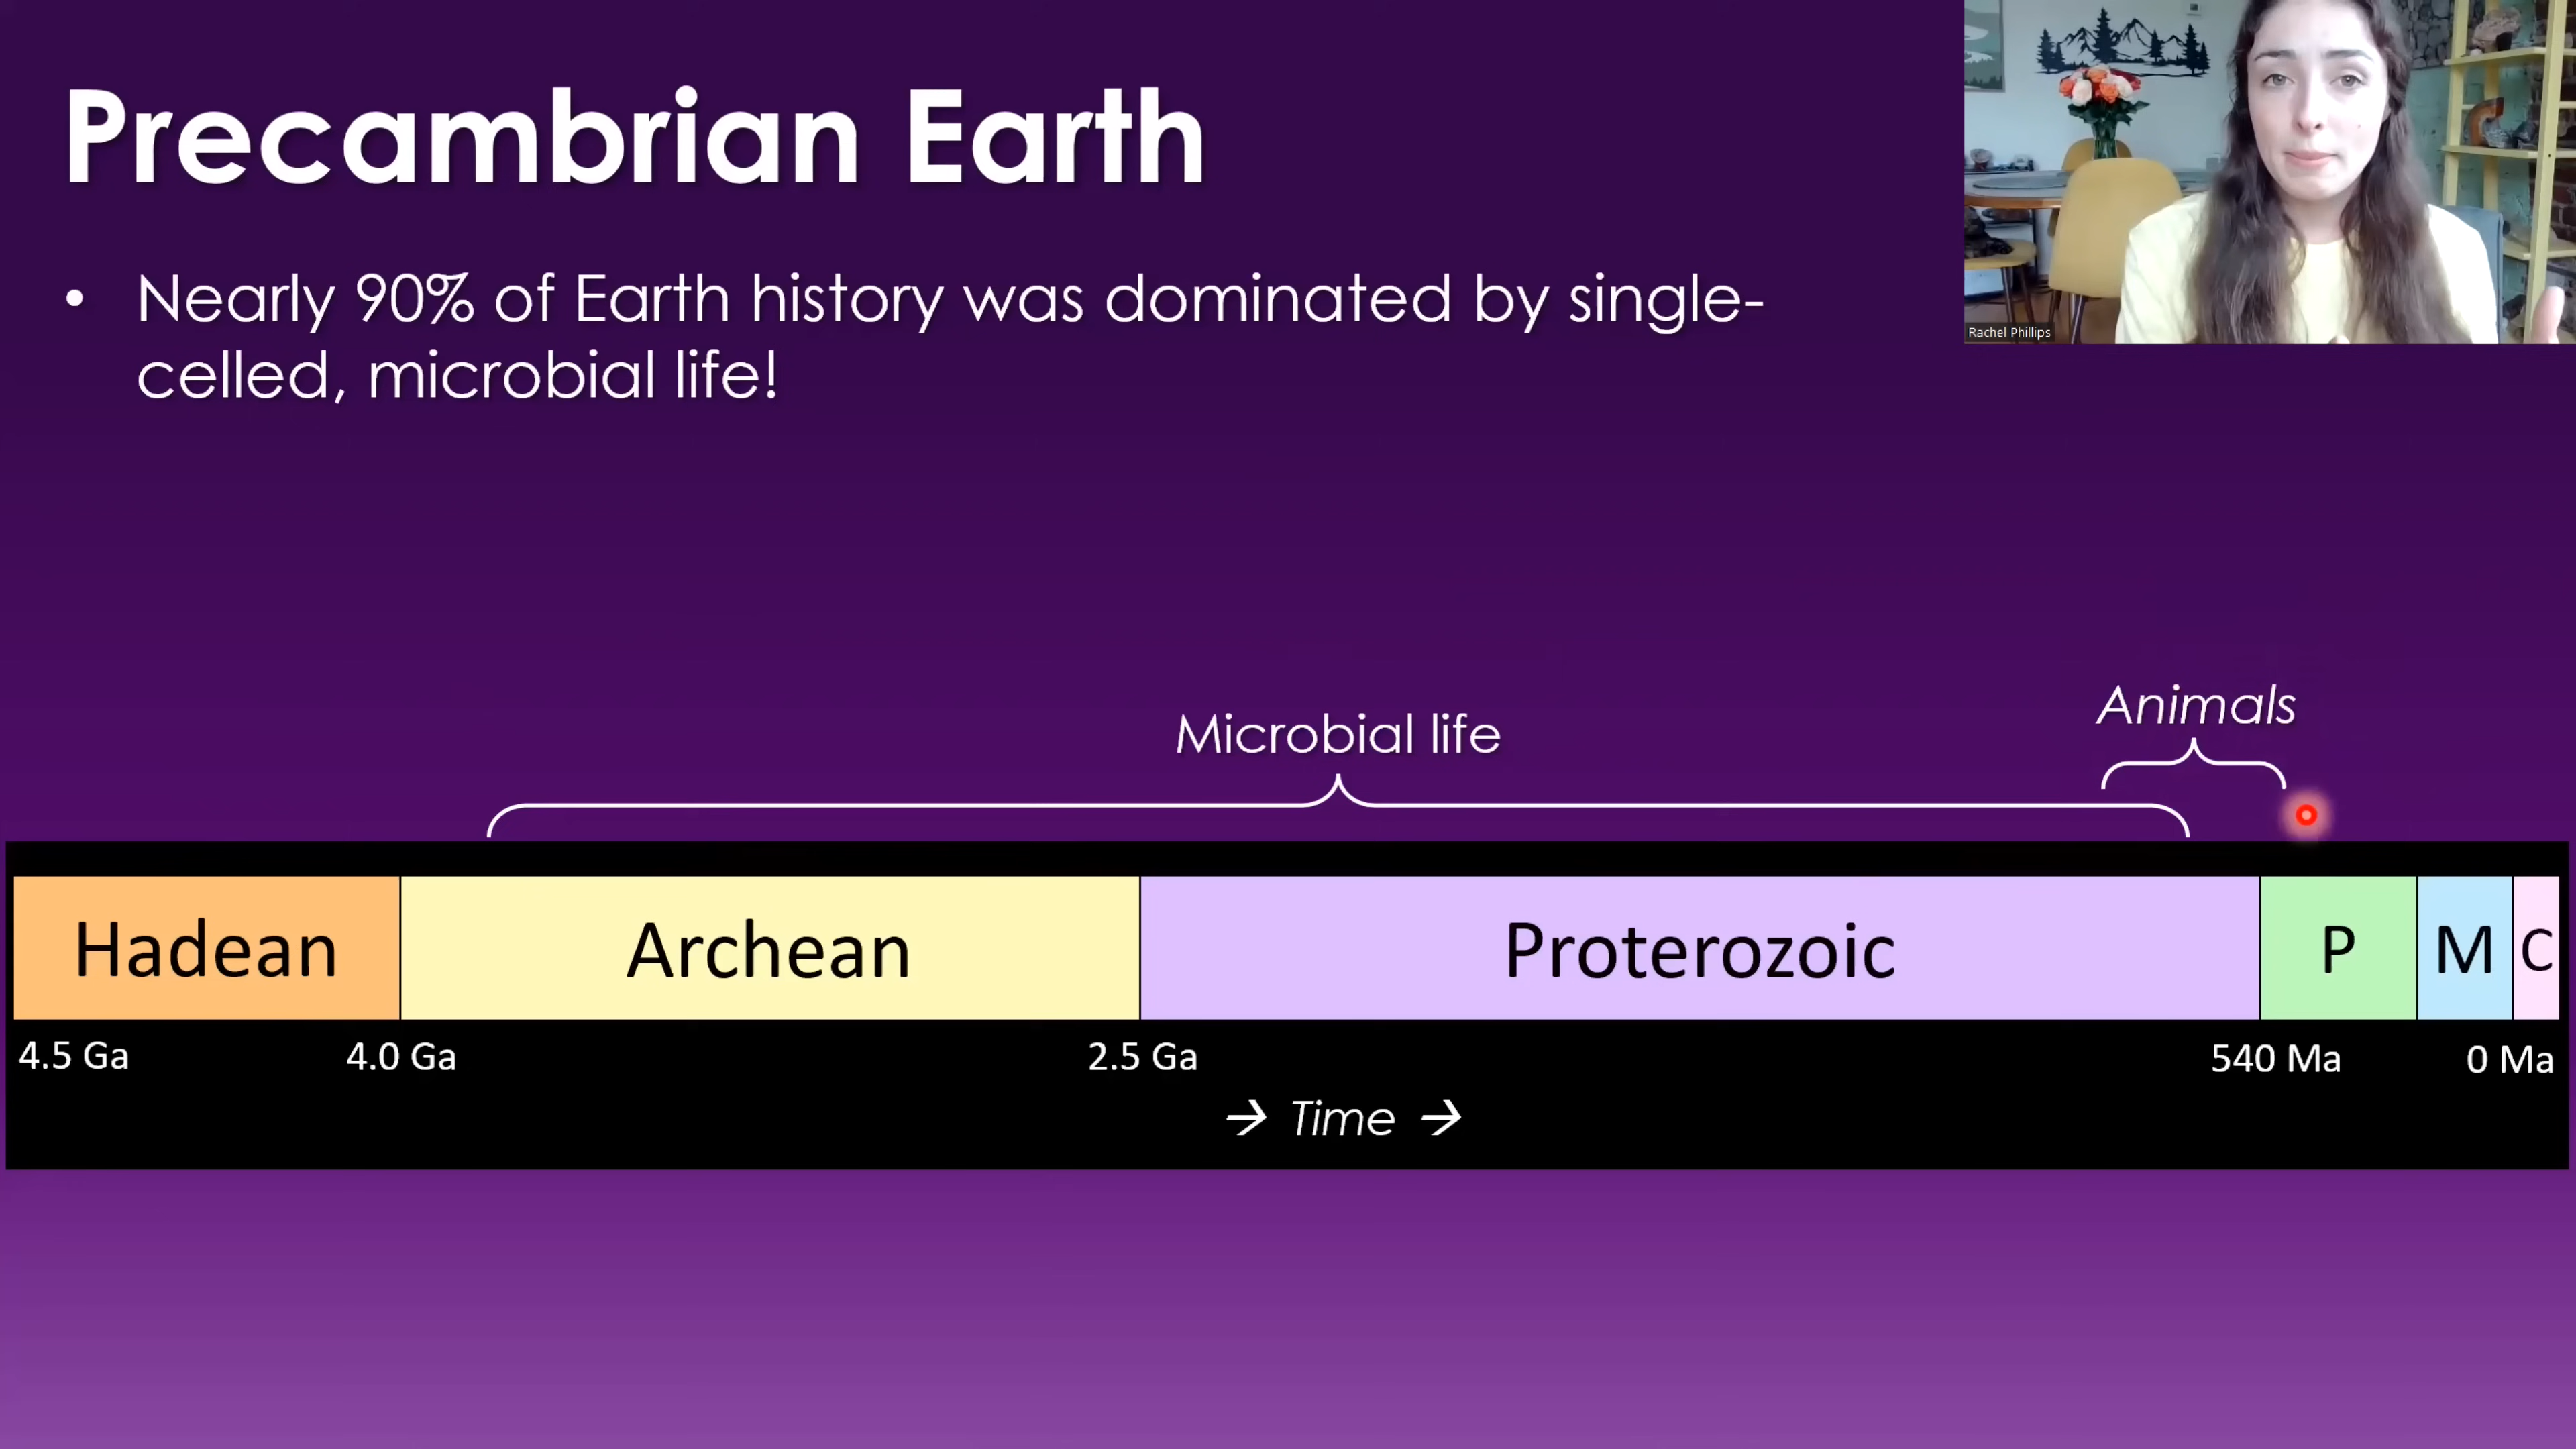 Precambrian Earth
• Nearly 90% of Earth history was dominated by single-
celled, microbial life!
Rachel Phillips
Animals
Microbial life
Hadean Archean Proterozoic P M C
4.5 Ga 4.0 Ga 2.5 Ga 540 Ma 0 Ma
→ Time →